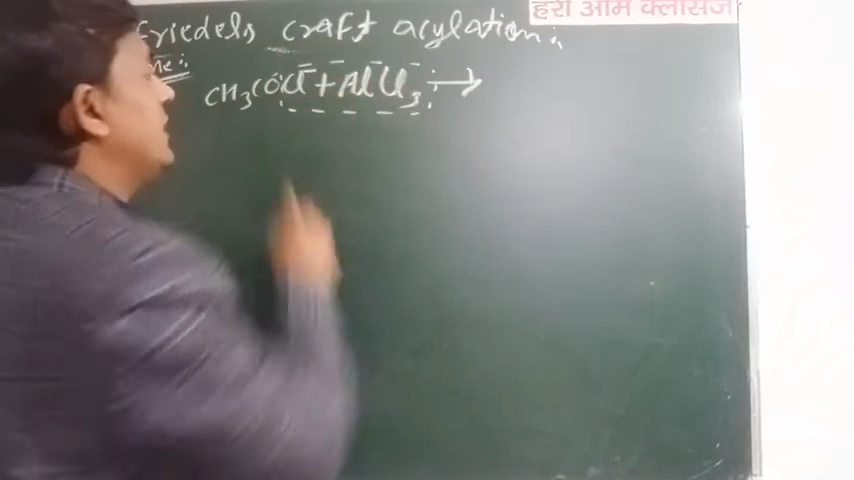 हरी ओम क्लासेज
Friedels craft acylation:
CH3COCl + AlCl3 →